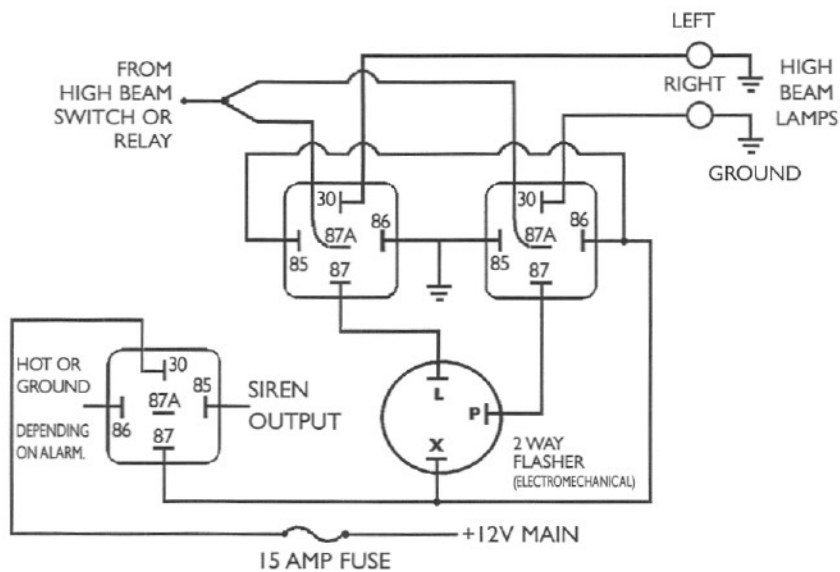 LEFT
FROM
HIGH BEAM
SWITCH OR
RELAY
RIGHT
HIGH
BEAM
LAMPS
GROUND
30
86
87A
85
87
30
86
87A
85
87
HOT OR
GROUND
DEPENDING
ON ALARM.
30
85
87A
86
87
SIREN
OUTPUT
L
P
X
2 WAY
FLASHER
(ELECTROMECHANICAL)
+12V MAIN
15 AMP FUSE